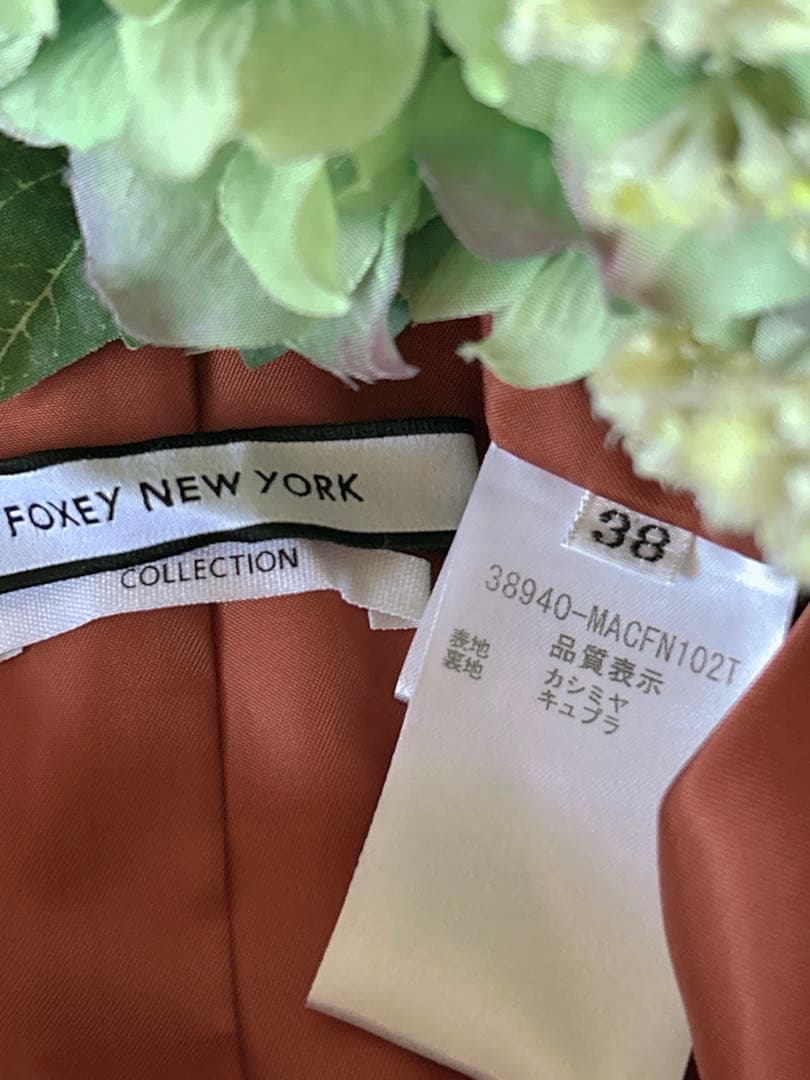 FOXEY NEW YORK
COLLECTION
38
38940-MACFN102T
品質表示
表地 カシミヤ
裏地 キュプラ